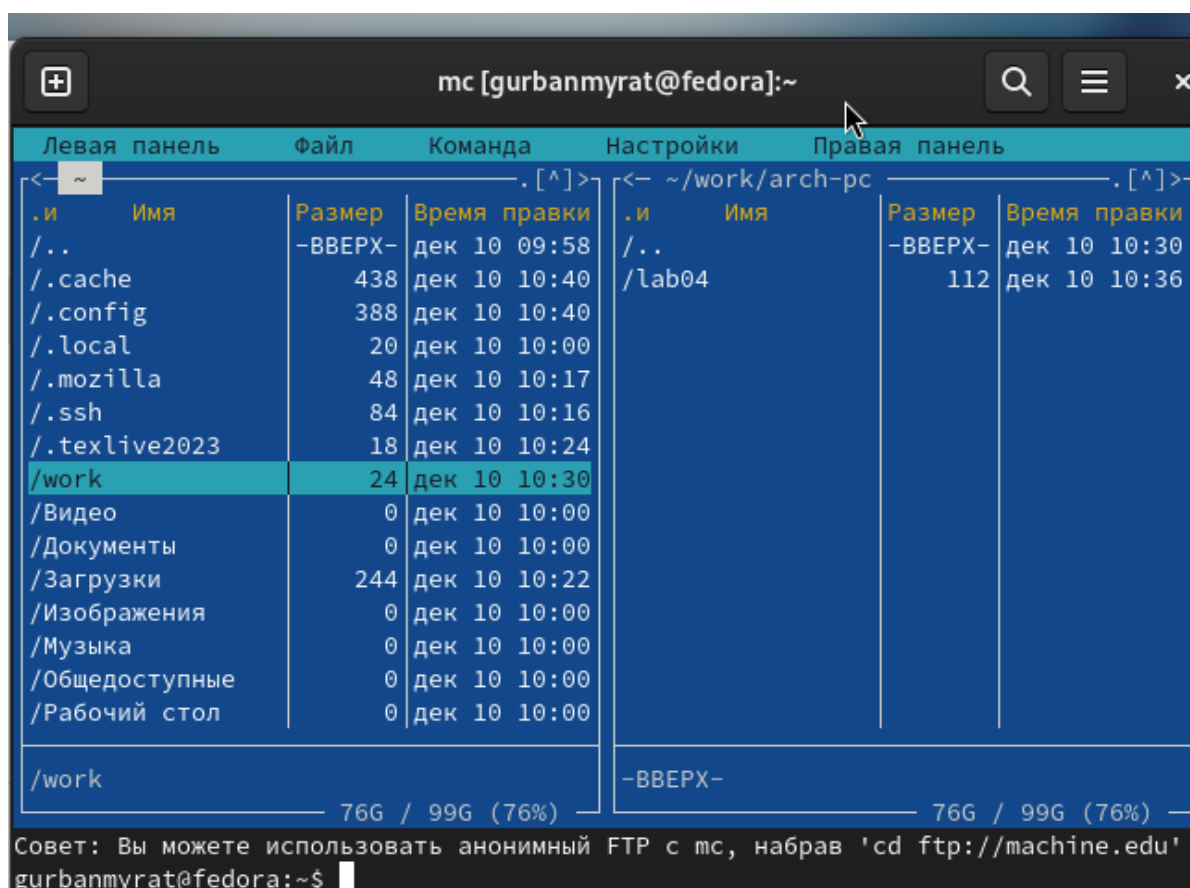 mc [gurbanmyrat@fedora]:~
Левая панель Файл Команда Настройки Правая панель
<— ~ .[^]> <— ~/work/arch-pc .[^]>
.и Имя Размер Время правки .и Имя Размер Время правки
/.. -ВВЕРХ- дек 10 09:58 /.. -ВВЕРХ- дек 10 10:30
/.cache 438 дек 10 10:40 /lab04 112 дек 10 10:36
/.config 388 дек 10 10:40
/.local 20 дек 10 10:00
/.mozilla 48 дек 10 10:17
/.ssh 84 дек 10 10:16
/.texlive2023 18 дек 10 10:24
/work 24 дек 10 10:30
/Видео 0 дек 10 10:00
/Документы 0 дек 10 10:00
/Загрузки 244 дек 10 10:22
/Изображения 0 дек 10 10:00
/Музыка 0 дек 10 10:00
/Общедоступные 0 дек 10 10:00
/Рабочий стол 0 дек 10 10:00
/work -ВВЕРХ-
76G / 99G (76%) 76G / 99G (76%)
Совет: Вы можете использовать анонимный FTP с mc, набрав 'cd ftp://machine.edu'
gurbanmyrat@fedora:~$